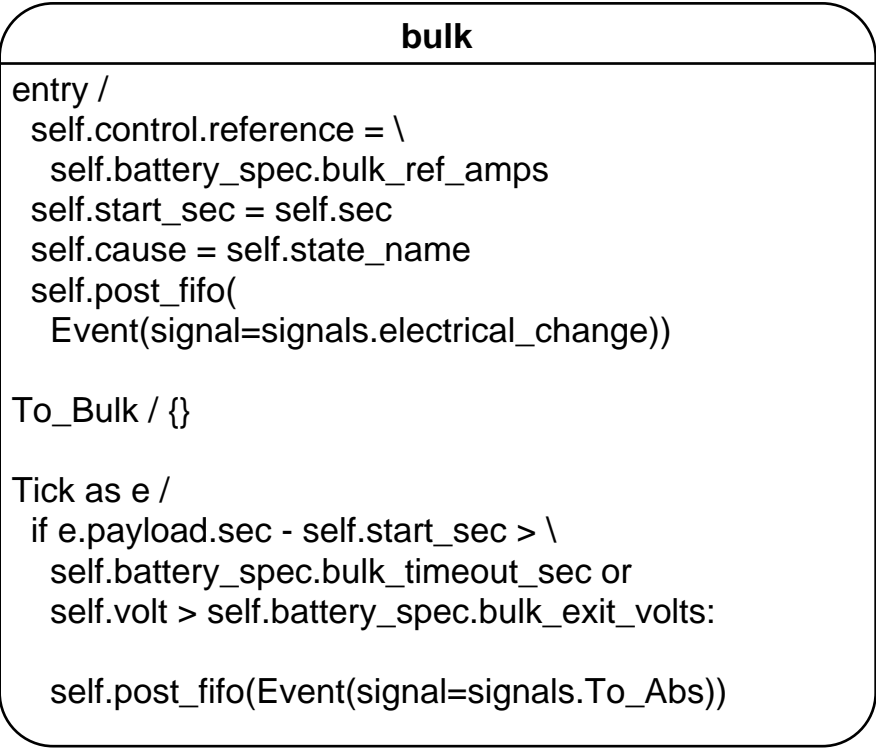 bulk
entry /
self.control.reference = \
self.battery_spec.bulk_ref_amps
self.start_sec = self.sec
self.cause = self.state_name
self.post_fifo(
Event(signal=signals.electrical_change))
To_Bulk / {}
Tick as e /
if e.payload.sec - self.start_sec > \
self.battery_spec.bulk_timeout_sec or
self.volt > self.battery_spec.bulk_exit_volts:
self.post_fifo(Event(signal=signals.To_Abs))